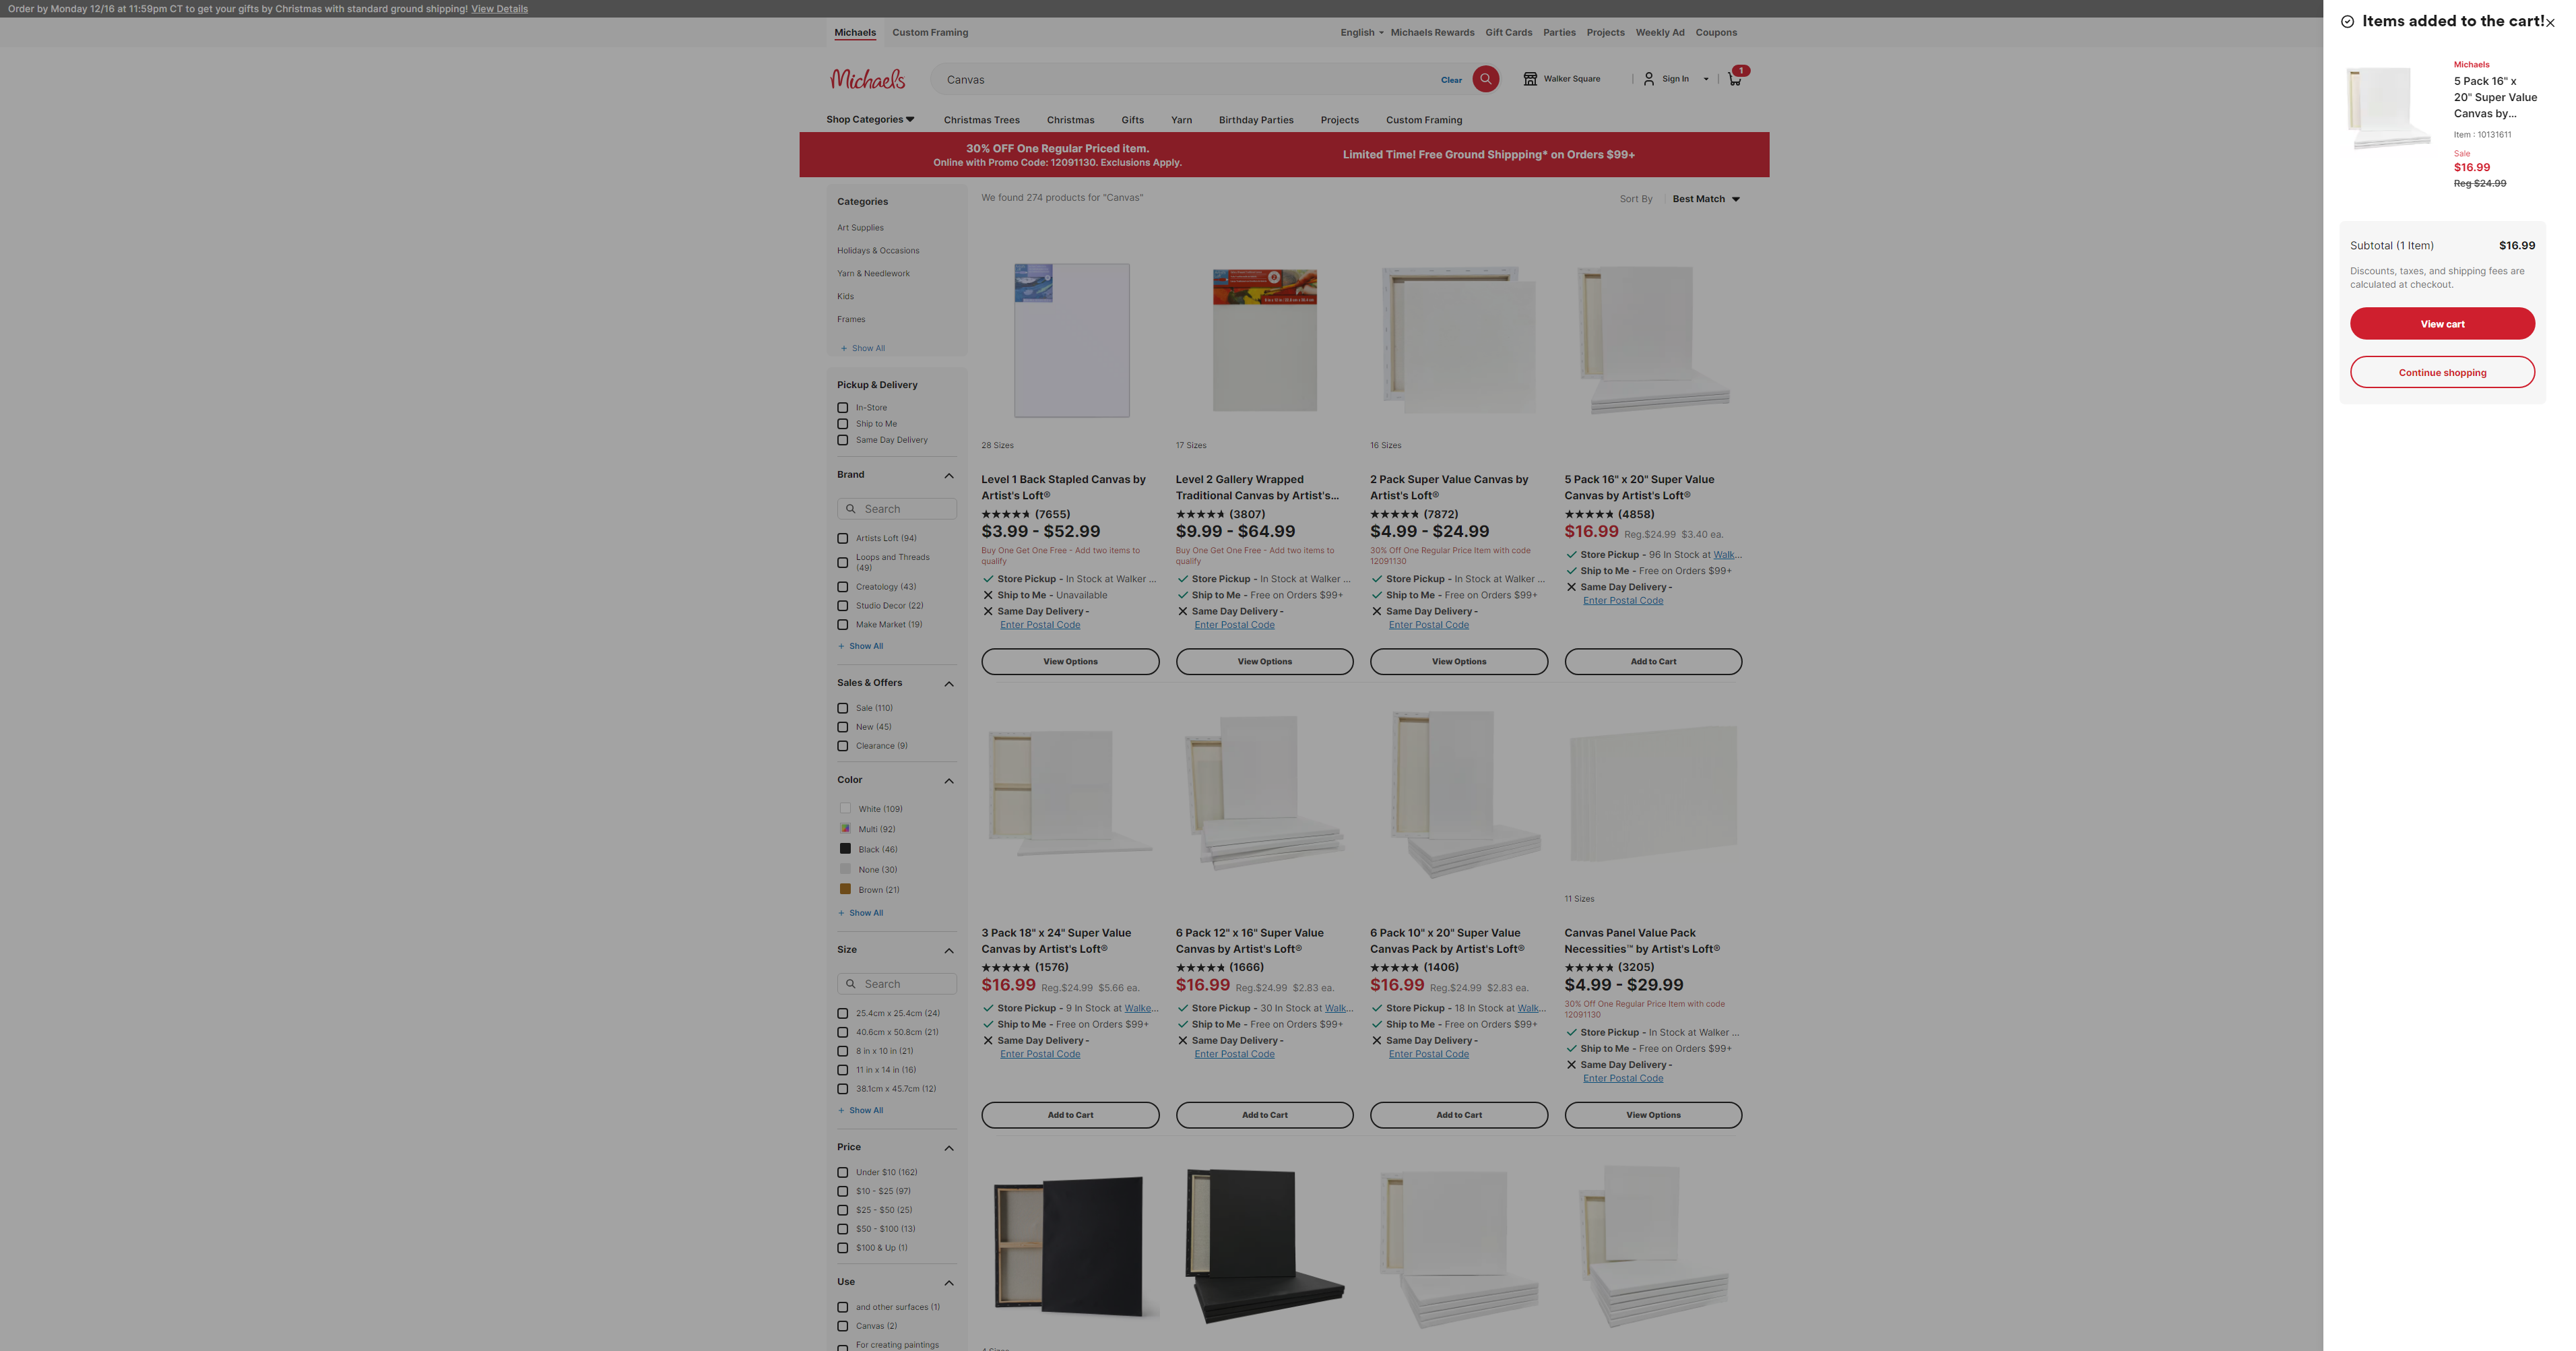 Order by Monday 12/16 at 11:59pm CT to get your gifts by Christmas with standard ground shipping! View Details
Michaels
Custom Framing
English
Michaels Rewards
Gift Cards
Parties
Projects
Weekly Ad
Coupons
Michaels
Canvas
Clear
Walker Square
Sign In
1
Shop Categories
Christmas Trees
Christmas
Gifts
Yarn
Birthday Parties
Projects
Custom Framing
30% OFF One Regular Priced item.
Online with Promo Code: 12091130. Exclusions Apply.
Limited Time! Free Ground Shippping* on Orders $99+
Categories
Art Supplies
Holidays & Occasions
Yarn & Needlework
Kids
Frames
+ Show All
Pickup & Delivery
In-Store
Ship to Me
Same Day Delivery
Brand
Search
Artists Loft (94)
Loops and Threads
(49)
Creatology (43)
Studio Decor (22)
Make Market (19)
+ Show All
Sales & Offers
Sale (110)
New (45)
Clearance (9)
Color
White (109)
Multi (92)
Black (46)
None (30)
Brown (21)
+ Show All
Size
Search
25.4cm x 25.4cm (24)
40.6cm x 50.8cm (21)
8 in x 10 in (21)
11 in x 14 in (16)
38.1cm x 45.7cm (12)
+ Show All
Price
Under $10 (162)
$10 - $25 (97)
$25 - $50 (25)
$50 - $100 (13)
$100 & Up (1)
Use
and other surfaces (1)
Canvas (2)
For creating paintings
We found 274 products for "Canvas"
Sort By
Best Match
28 Sizes
Level 1 Back Stapled Canvas by
Artist's Loft®
(7655)
$3.99 - $52.99
Buy One Get One Free - Add two items to
qualify
Store Pickup - In Stock at Walker ...
Ship to Me - Unavailable
Same Day Delivery -
Enter Postal Code
View Options
17 Sizes
Level 2 Gallery Wrapped
Traditional Canvas by Artist's...
(3807)
$9.99 - $64.99
Buy One Get One Free - Add two items to
qualify
Store Pickup - In Stock at Walker ...
Ship to Me - Free on Orders $99+
Same Day Delivery -
Enter Postal Code
View Options
16 Sizes
2 Pack Super Value Canvas by
Artist's Loft®
(7872)
$4.99 - $24.99
30% Off One Regular Price Item with code
12091130
Store Pickup - In Stock at Walker ...
Ship to Me - Free on Orders $99+
Same Day Delivery -
Enter Postal Code
View Options
5 Pack 16" x 20" Super Value
Canvas by Artist's Loft®
(4858)
$16.99 Reg.$24.99 $3.40 ea.
Store Pickup - 96 In Stock at Walk...
Ship to Me - Free on Orders $99+
Same Day Delivery -
Enter Postal Code
Add to Cart
3 Pack 18" x 24" Super Value
Canvas by Artist's Loft®
(1576)
$16.99 Reg.$24.99 $5.66 ea.
Store Pickup - 9 In Stock at Walke...
Ship to Me - Free on Orders $99+
Same Day Delivery -
Enter Postal Code
Add to Cart
6 Pack 12" x 16" Super Value
Canvas by Artist's Loft®
(1666)
$16.99 Reg.$24.99 $2.83 ea.
Store Pickup - 30 In Stock at Walk...
Ship to Me - Free on Orders $99+
Same Day Delivery -
Enter Postal Code
Add to Cart
6 Pack 10" x 20" Super Value
Canvas Pack by Artist's Loft®
(1406)
$16.99 Reg.$24.99 $2.83 ea.
Store Pickup - 18 In Stock at Walk...
Ship to Me - Free on Orders $99+
Same Day Delivery -
Enter Postal Code
Add to Cart
11 Sizes
Canvas Panel Value Pack
Necessities™ by Artist's Loft®
(3205)
$4.99 - $29.99
30% Off One Regular Price Item with code
12091130
Store Pickup - In Stock at Walker ...
Ship to Me - Free on Orders $99+
Same Day Delivery -
Enter Postal Code
View Options
Items added to the cart!
Michaels
5 Pack 16" x
20" Super Value
Canvas by...
Item : 10131611
Sale
$16.99
Reg $24.99
Subtotal (1 Item)
$16.99
Discounts, taxes, and shipping fees are
calculated at checkout.
View cart
Continue shopping